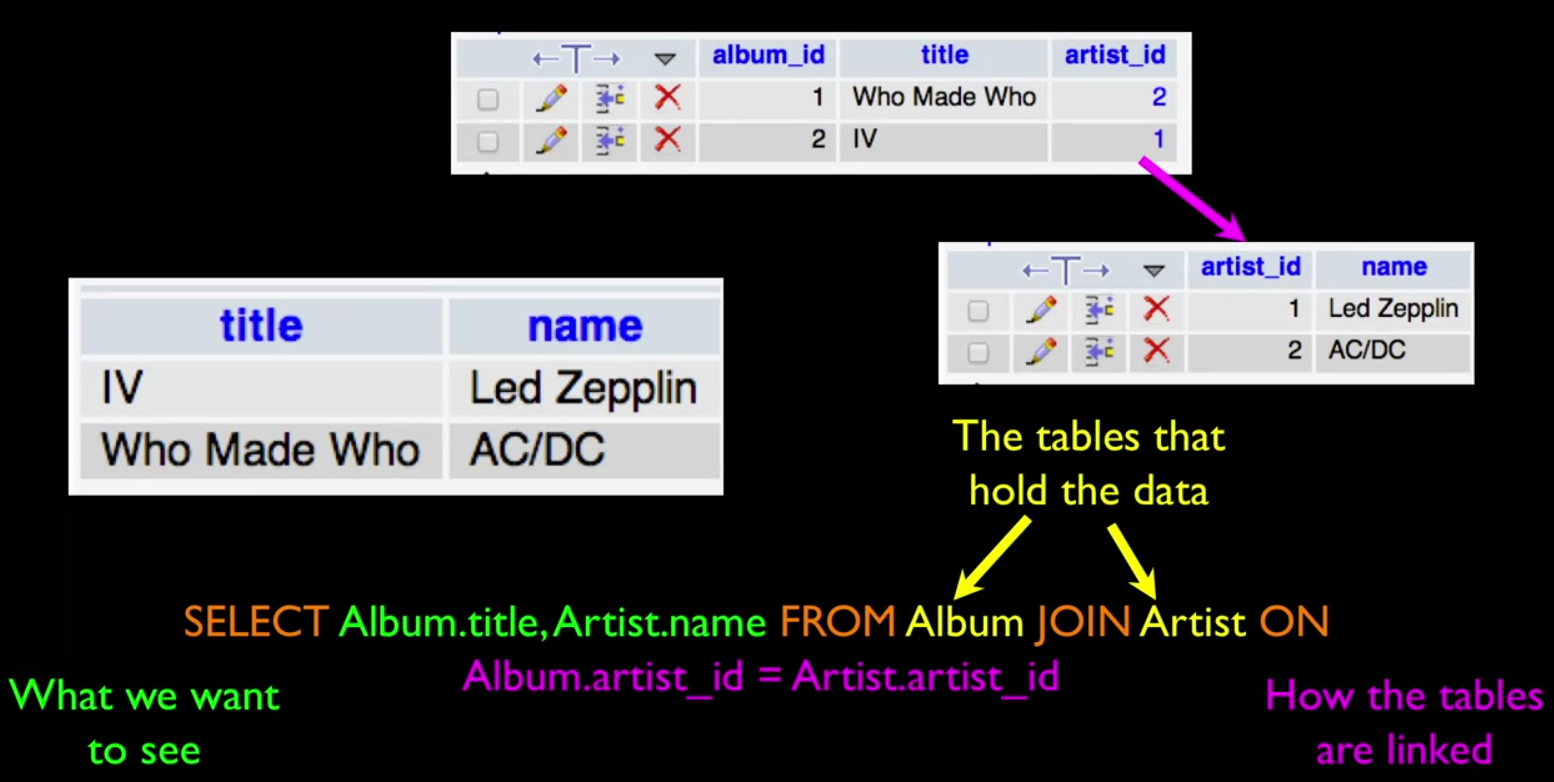 album_id title artist_id
1 Who Made Who 2
2 IV 1
artist_id name
1 Led Zepplin
2 AC/DC
title name
IV Led Zepplin
Who Made Who AC/DC
The tables that
hold the data
SELECT Album.title, Artist.name FROM Album JOIN Artist ON
Album.artist_id = Artist.artist_id
What we want
to see
How the tables
are linked